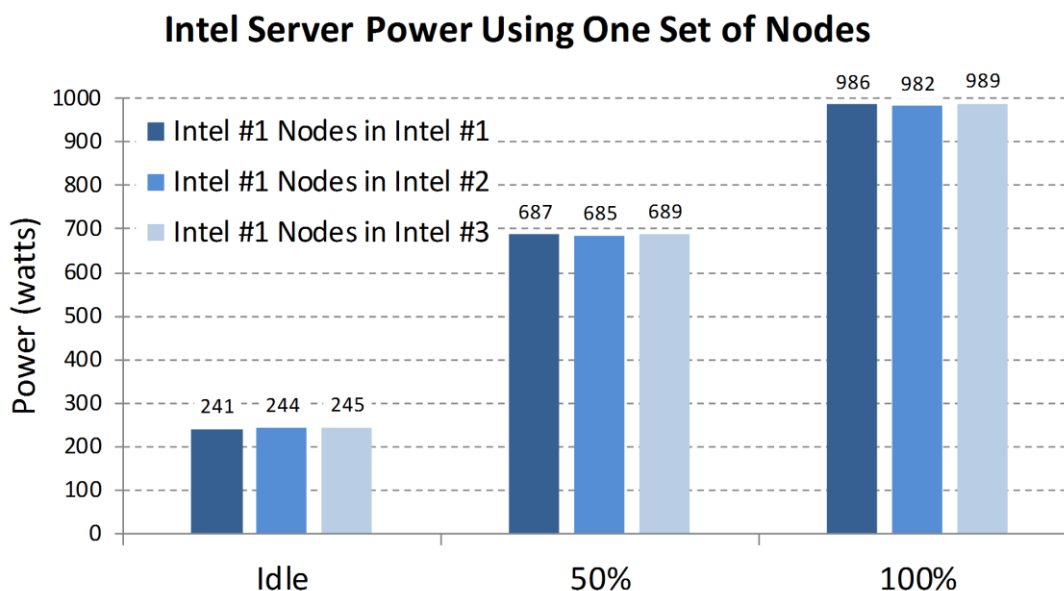 Intel Server Power Using One Set of Nodes
Power (watts)
1000
900
800
700
600
500
400
300
200
100
0
Intel #1 Nodes in Intel #1
Intel #1 Nodes in Intel #2
Intel #1 Nodes in Intel #3
241 244 245
687 685 689
986 982 989
Idle 50% 100%